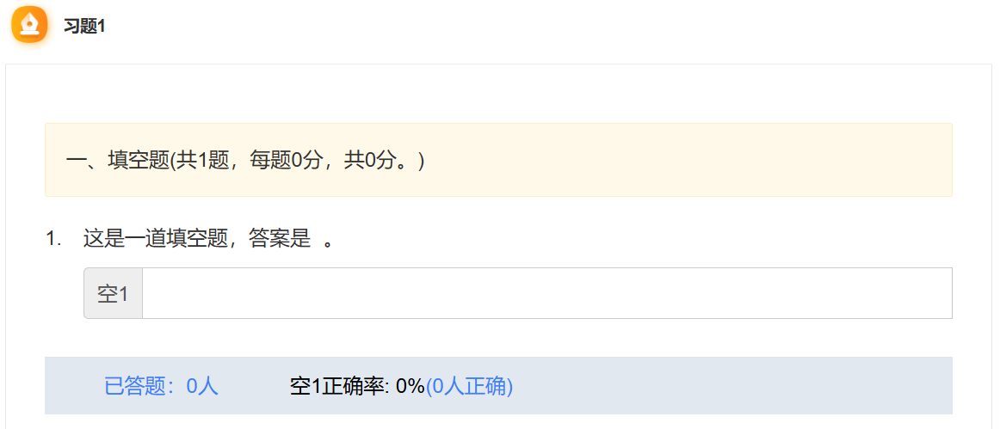 习题1
一、填空题(共1题，每题0分，共0分。)
1. 这是一道填空题，答案是 。
空1
已答题：0人 空1正确率: 0%(0人正确)